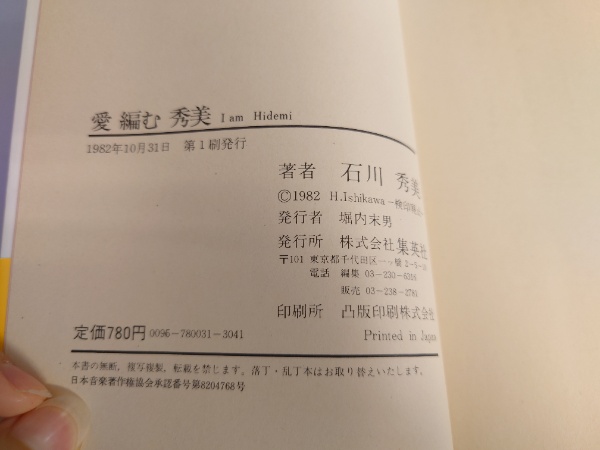 愛 編む 秀美 I am Hidemi
1982年10月31日 第1刷発行
著者 石川 秀美
©1982 H.Ishikawa
発行者 堀内末男
発行所 株式会社集英社
〒101 東京都千代田区一ツ橋
電話 編集 03-230-6319
販売 03-238-2781
印刷所 凸版印刷株式会社
Printed in Japan
定価780円 0096-780031-3041
本書の無断,複写複製,転載を禁じます。落丁・乱丁本はお取り替えいたします。
日本音楽著作権協会承認番号第8204768号